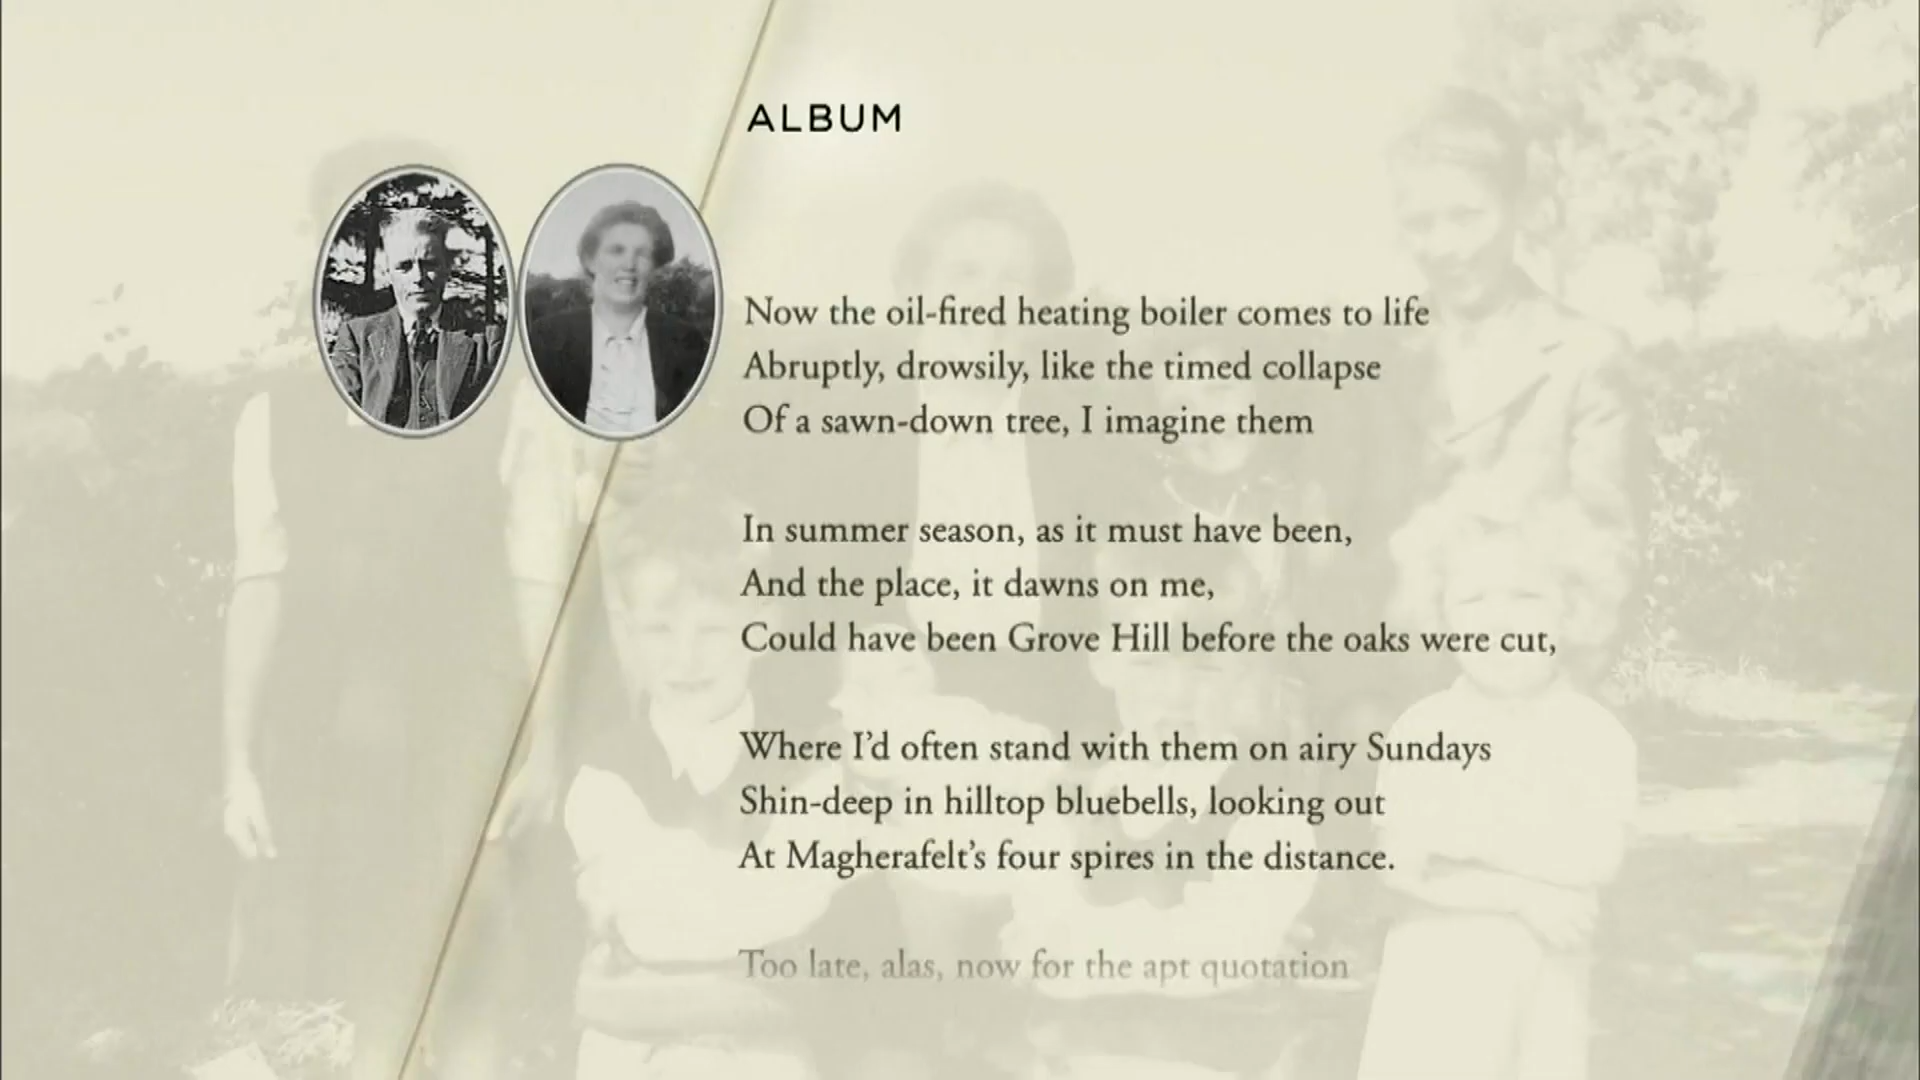 ALBUM
Now the oil-fired heating boiler comes to life
Abruptly, drowsily, like the timed collapse
Of a sawn-down tree, I imagine them
In summer season, as it must have been,
And the place, it dawns on me,
Could have been Grove Hill before the oaks were cut,
Where I’d often stand with them on airy Sundays
Shin-deep in hilltop bluebells, looking out
At Magherafelt’s four spires in the distance.
Too late, alas, now for the apt quotation